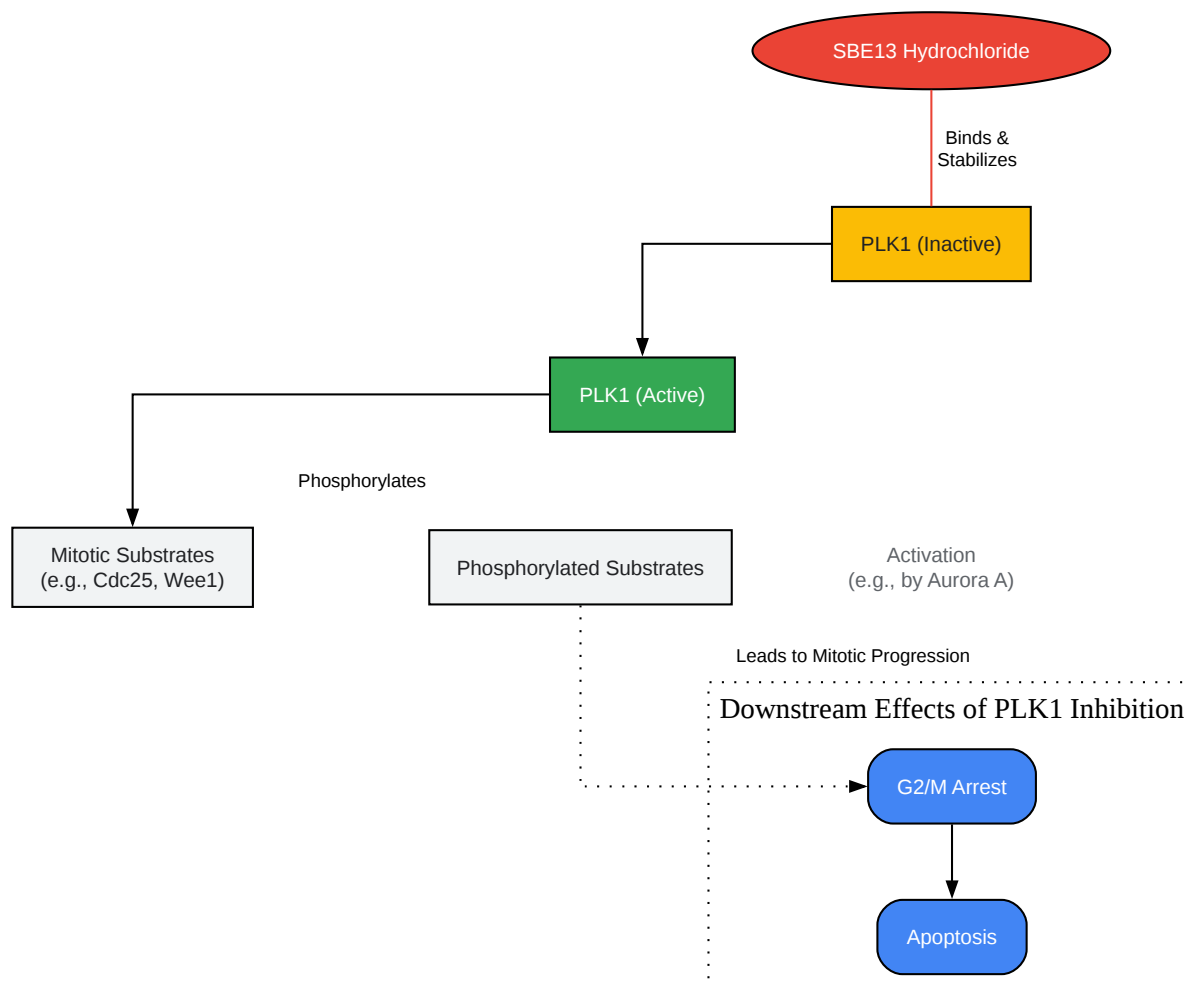 SBE13 Hydrochloride
Binds &
Stabilizes
PLK1 (Inactive)
PLK1 (Active)
Phosphorylates
Mitotic Substrates
(e.g., Cdc25, Wee1)
Phosphorylated Substrates
Activation
(e.g., by Aurora A)
Leads to Mitotic Progression
Downstream Effects of PLK1 Inhibition
G2/M Arrest
Apoptosis